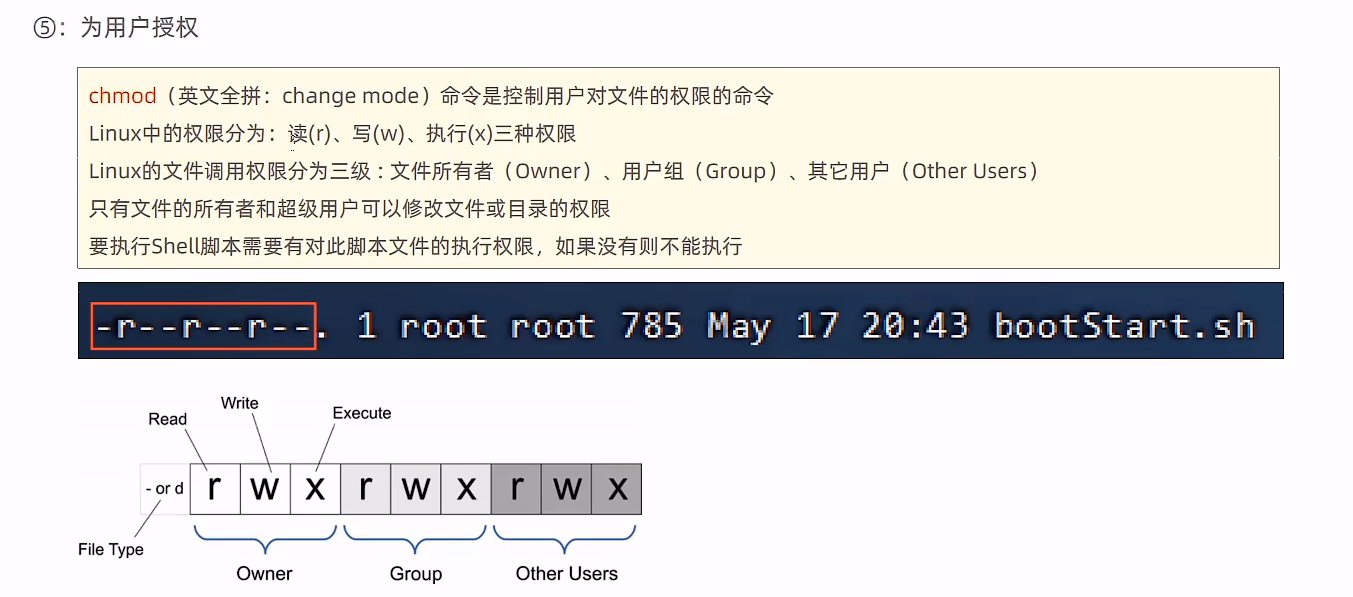 ⑤：为用户授权
chmod（英文全拼：change mode）命令是控制用户对文件的权限的命令
Linux中的权限分为：读(r)、写(w)、执行(x)三种权限
Linux的文件调用权限分为三级 : 文件所有者（Owner）、用户组（Group）、其它用户（Other Users）
只有文件的所有者和超级用户可以修改文件或目录的权限
要执行Shell脚本需要有对此脚本文件的执行权限，如果没有则不能执行
-r--r--r--. 1 root root 785 May 17 20:43 bootStart.sh
Read Write Execute
- or d r w x r w x r w x
File Type
Owner Group Other Users